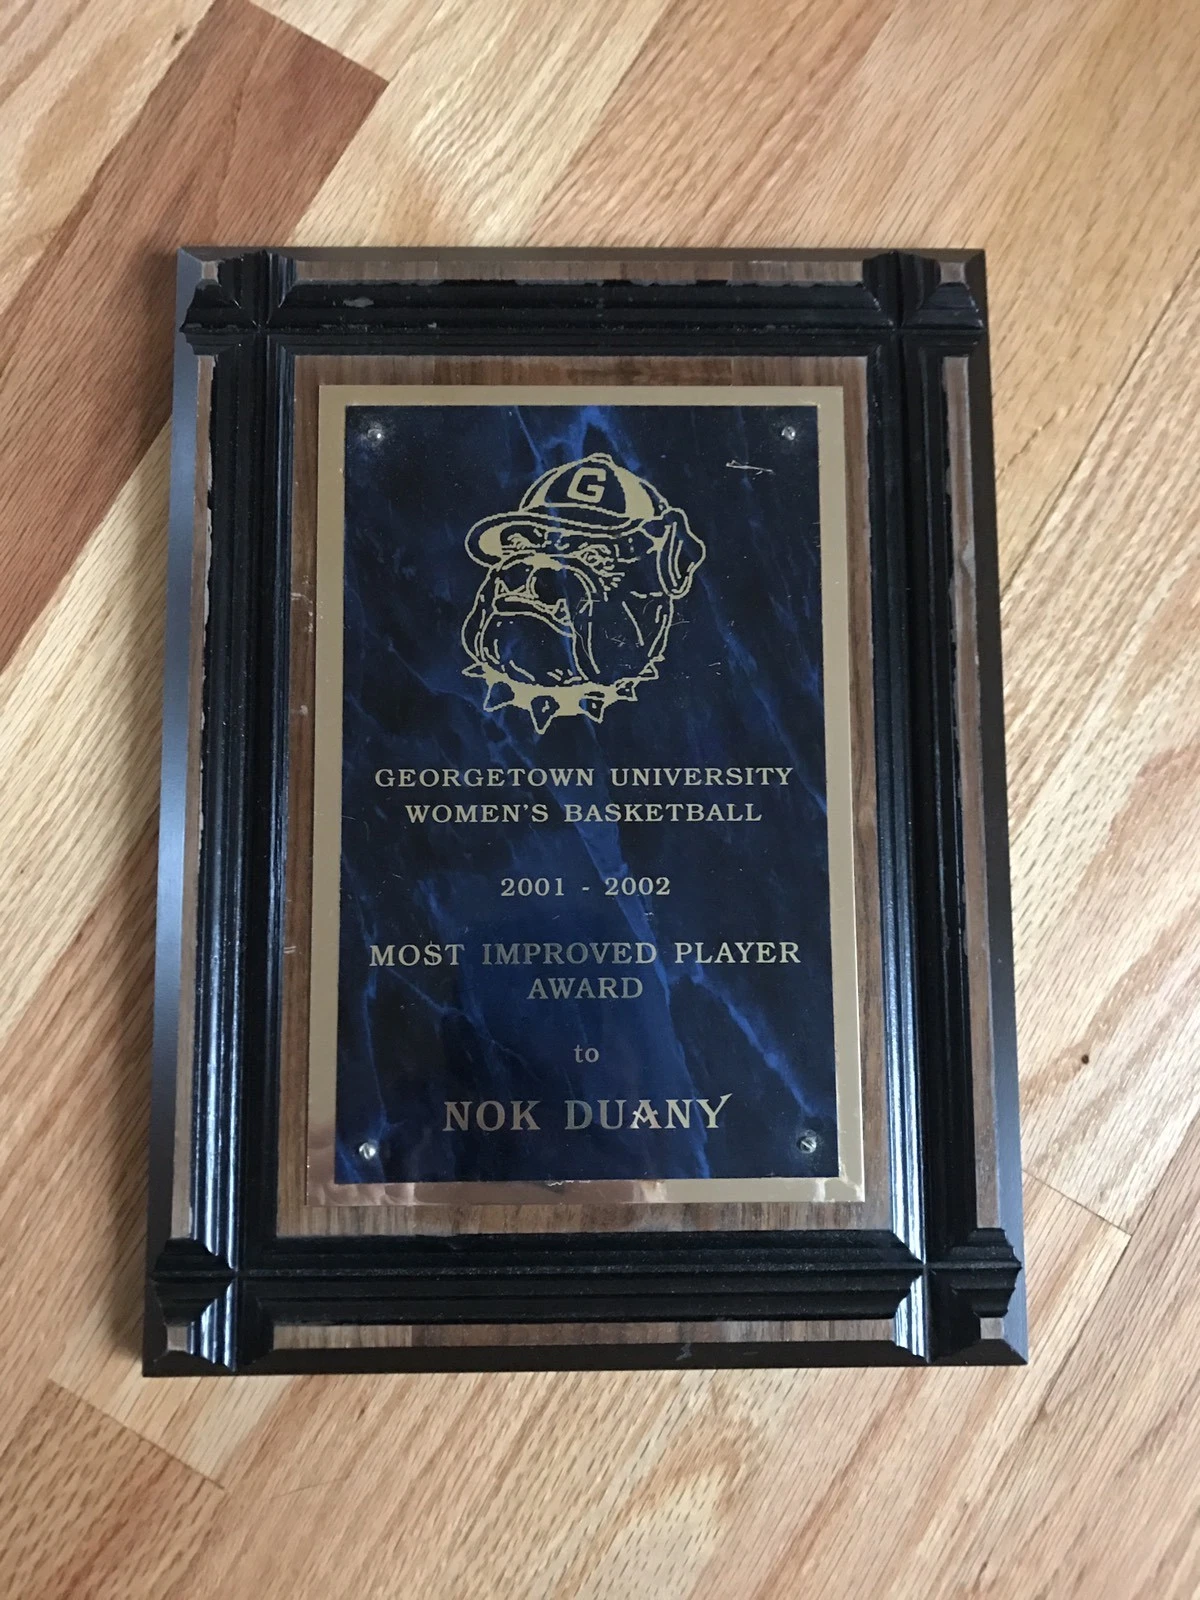 G
GEORGETOWN UNIVERSITY
WOMEN'S BASKETBALL
2001 - 2002
MOST IMPROVED PLAYER
AWARD
to
NOK DUANY